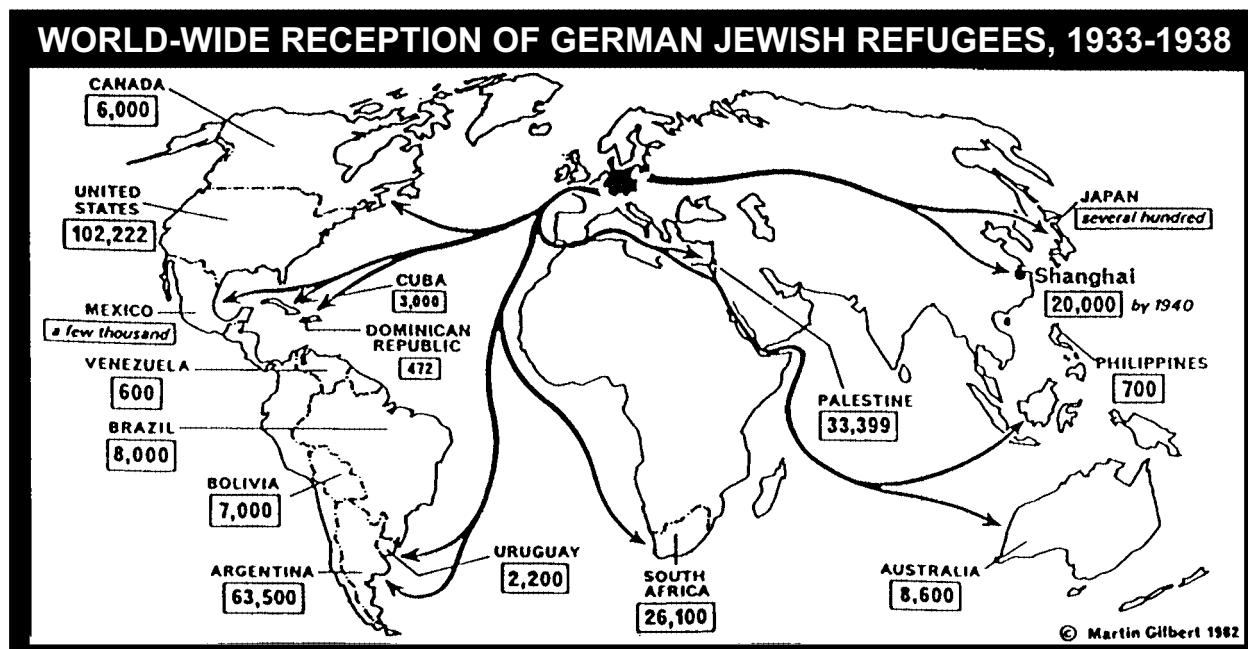 WORLD-WIDE RECEPTION OF GERMAN JEWISH REFUGEES, 1933-1938
CANADA
6,000
UNITED
STATES
102,222
MEXICO
a few thousand
CUBA
3,000
DOMINICAN
REPUBLIC
472
VENEZUELA
600
BRAZIL
8,000
BOLIVIA
7,000
ARGENTINA
63,500
URUGUAY
2,200
SOUTH
AFRICA
26,100
PALESTINE
33,399
JAPAN
several hundred
Shanghai
20,000 by 1940
PHILIPPINES
700
AUSTRALIA
8,600
© Martin Gilbert 1982